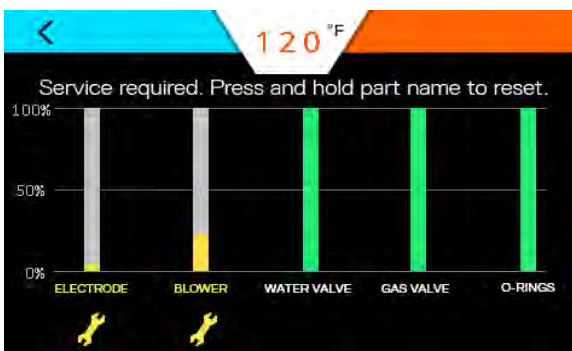 120°F
Service required. Press and hold part name to reset.
100%
50%
0%
ELECTRODE BLOWER WATER VALVE GAS VALVE O-RINGS